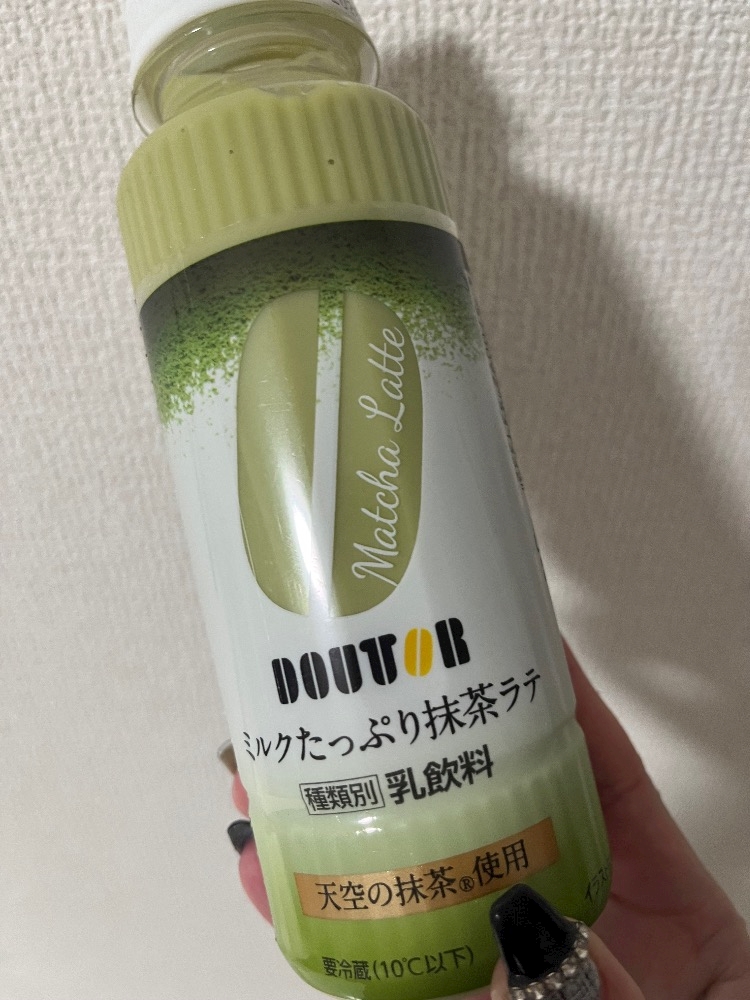 Matcha Latte
DOUTOR
ミルクたっぷり抹茶ラテ
種類別 乳飲料
天空の抹茶®使用
要冷蔵(10℃以下)